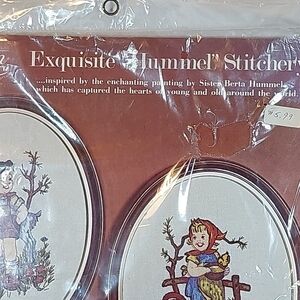 Exquisite "Hummel" Stitchery
....inspired by the enchanting painting by Sister Berta Hummel
which has captured the hearts of young and old around the world.
$5.99